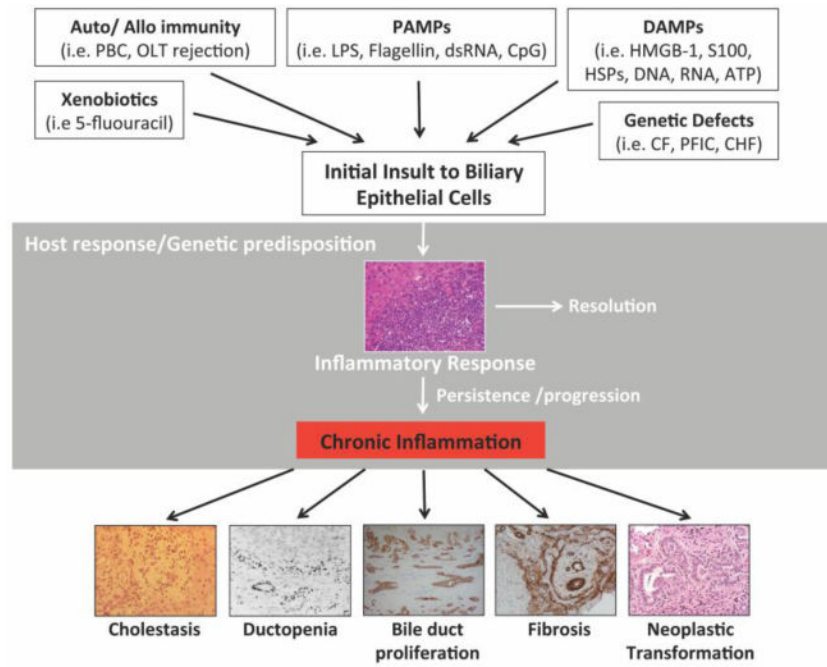 Auto/ Allo immunity
(i.e. PBC, OLT rejection)
PAMPs
(i.e. LPS, Flagellin, dsRNA, CpG)
DAMPs
(i.e. HMGB-1, S100,
HSPs, DNA, RNA, ATP)
Xenobiotics
(i.e 5-fluouracil)
Genetic Defects
(i.e. CF, PFIC, CHF)
Initial Insult to Biliary
Epithelial Cells
Host response/Genetic predisposition
Resolution
Inflammatory Response
Persistence /progression
Chronic Inflammation
Cholestasis
Ductopenia
Bile duct
proliferation
Fibrosis
Neoplastic
Transformation